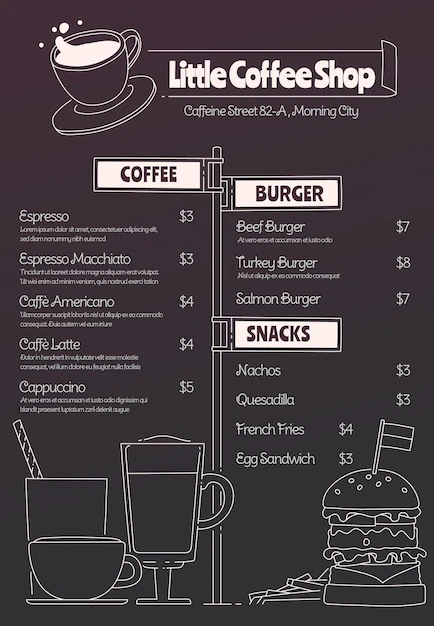 Little Coffee Shop
Caffeine Street 82-A, Morning City
COFFEE
Espresso $3
Lorem ipsum dolor sit amet, consectetuer adipiscing elit,
sed diam nonummy nibh euismod
Espresso Macchiato $3
Tincidunt ut laoreet dolore magna aliquam erat volutpat.
Ut wisi enim ad minim veniam, quis nostrud exerci tation
Caffè Americano $4
Ullamcorper suscipit lobortis nisl ut aliquip ex ea commodo
consequat. Duis autem vel eum iriure
Caffè Latte $4
Dolor in hendrerit in vulputate velit esse molestie
consequat, vel illum dolore eu feugiat nulla facilisis
Cappuccino $5
At vero eros et accumsan et iusto odio dignissim qui
blandit praesent luptatum zzril delenit augue
BURGER
Beef Burger $7
At vero eros et accumsan et iusto odio
Turkey Burger $8
Nisl ut aliquip ex ea commodo consequat
Salmon Burger $7
SNACKS
Nachos $3
Quesadilla $3
French Fries $4
Egg Sandwich $3